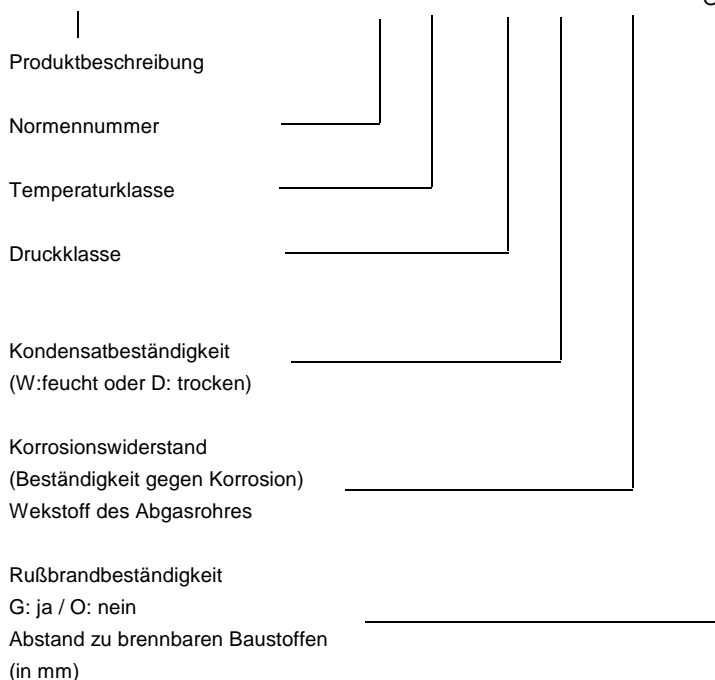 Produktbeschreibung
Normennummer
Temperaturklasse
Druckklasse
Kondensatbeständigkeit
(W:feucht oder D: trocken)
Korrosionswiderstand
(Beständigkeit gegen Korrosion)
Wekstoff des Abgasrohres
Rußbrandbeständigkeit
G: ja / O: nein
Abstand zu brennbaren Baustoffen
(in mm)